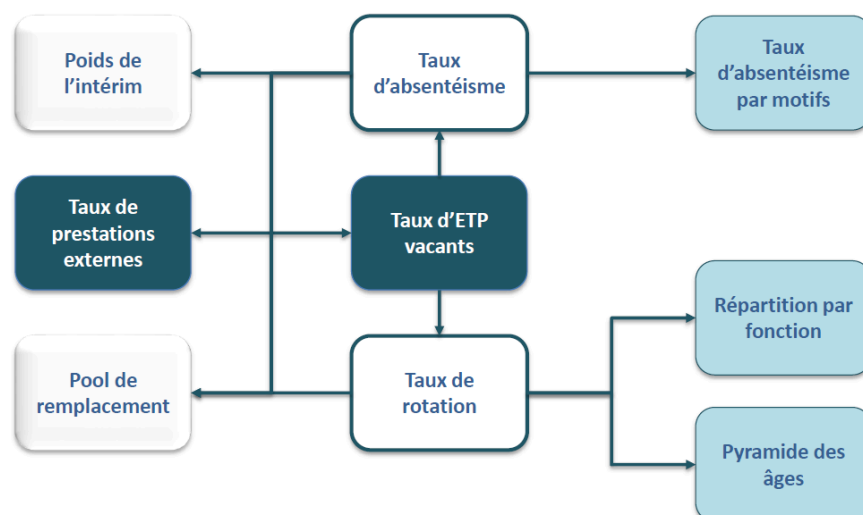 Poids de
l'intérim
Taux
d'absentéisme
Taux
d'absentéisme
par motifs
Taux de
prestations
externes
Taux d'ETP
vacants
Répartition par
fonction
Pool de
remplacement
Taux de
rotation
Pyramide des
âges